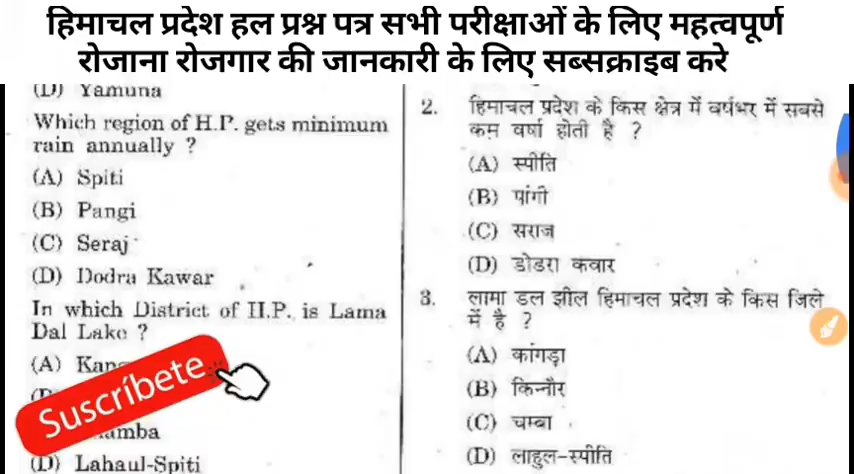 हिमाचल प्रदेश हल प्रश्न पत्र सभी परीक्षाओं के लिए महत्वपूर्ण
रोजाना रोजगार की जानकारी के लिए सब्सक्राइब करे
(D) Yamuna
Which region of H.P. gets minimum
rain annually ?
(A) Spiti
(B) Pangi
(C) Seraj
(D) Dodra Kawar
In which District of H.P. is Lama
Dal Lake ?
(A)
(D) Lahaul-Spiti
Suscríbete
2. हिमाचल प्रदेश के किस क्षेत्र में वर्षभर में सबसे
कम वर्षा होती है ?
(A) स्पीति
(B) पांगी
(C) सराज
(D) डोडरा कवार
3. लामा डल झील हिमाचल प्रदेश के किस जिले
में है ?
(A) कांगड़ा
(B) किन्नौर
(C) चम्बा
(D) लाहुल-स्पीति